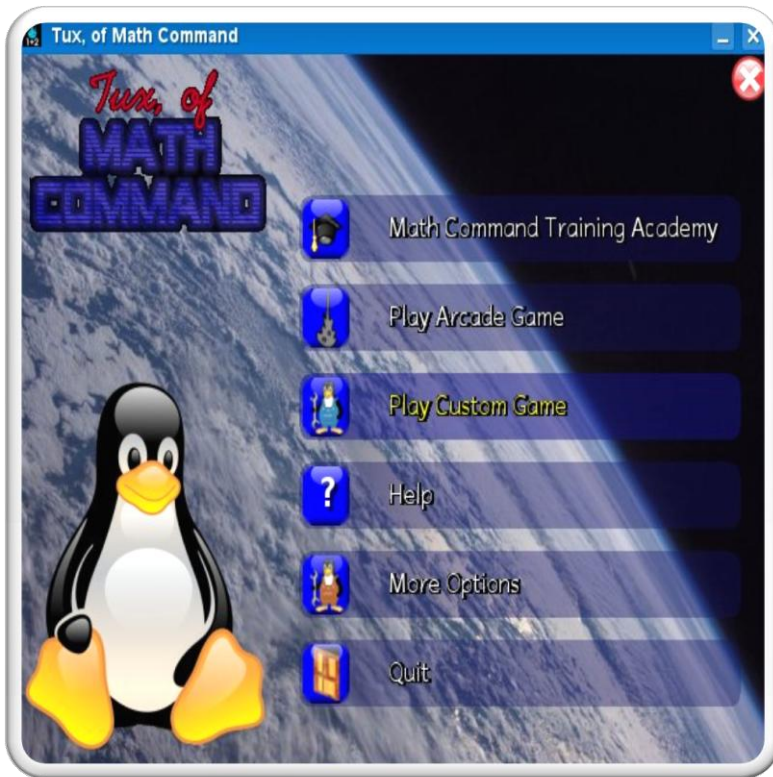 Tux, of Math Command
Tux, of
MATH
COMMAND
Math Command Training Academy
Play Arcade Game
Play Custom Game
?
Help
More Options
Quit